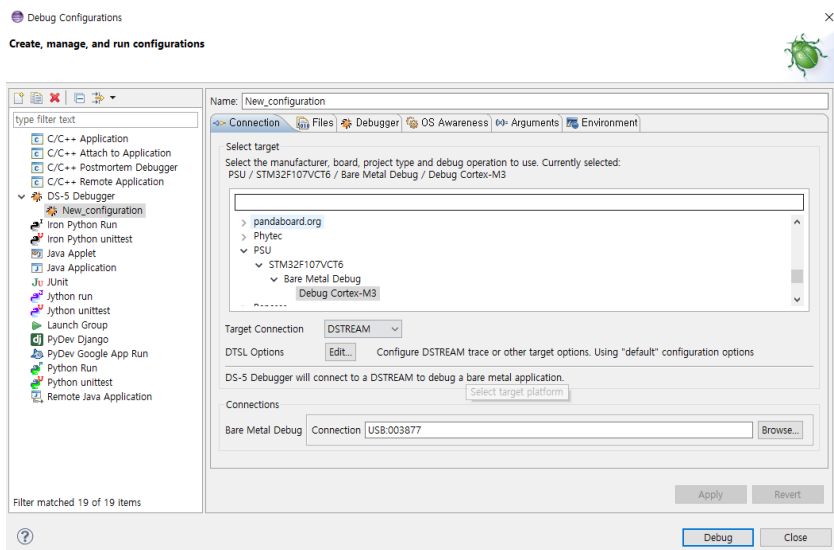 Debug Configurations
Create, manage, and run configurations
type filter text
C/C++ Application
C/C++ Attach to Application
C/C++ Postmortem Debugger
C/C++ Remote Application
DS-5 Debugger
New_configuration
Iron Python Run
Iron Python unittest
Java Applet
Java Application
Ju JUnit
Jython run
Jython unittest
Launch Group
PyDev Django
PyDev Google App Run
Python Run
Python unittest
Remote Java Application
Filter matched 19 of 19 items
Name: New_configuration
Connection Files Debugger OS Awareness Arguments Environment
Select target
Select the manufacturer, board, project type and debug operation to use. Currently selected:
PSU / STM32F107VCT6 / Bare Metal Debug / Debug Cortex-M3
pandaboard.org
Phytec
PSU
STM32F107VCT6
Bare Metal Debug
Debug Cortex-M3
Target Connection DSTREAM
DTSL Options Edit... Configure DSTREAM trace or other target options. Using "default" configuration options
DS-5 Debugger will connect to a DSTREAM to debug a bare metal application.
Select target platform
Connections
Bare Metal Debug Connection USB:003877 Browse...
Apply Revert
Debug Close